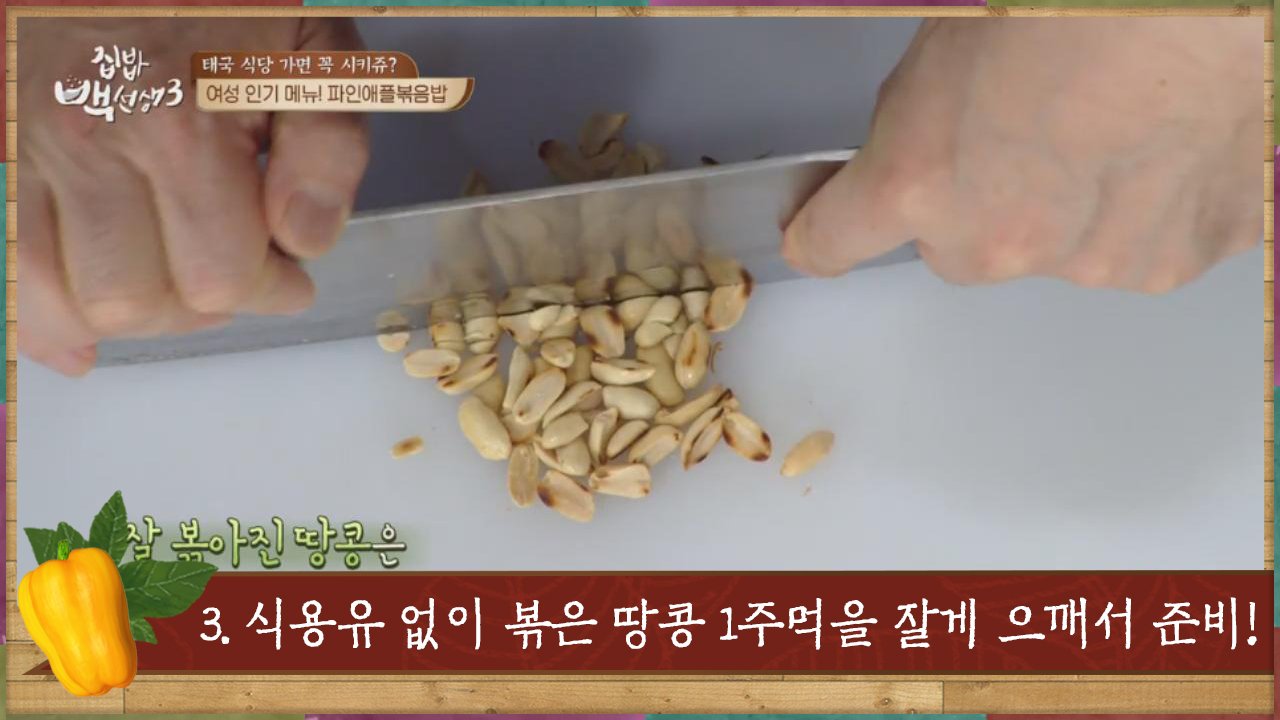 집밥
백선생3
태국 식당 가면 꼭 시키쥬?
여성 인기 메뉴! 파인애플볶음밥
잘 볶아진 땅콩은
3. 식용유 없이 볶은 땅콩 1주먹을 잘게 으깨서 준비!